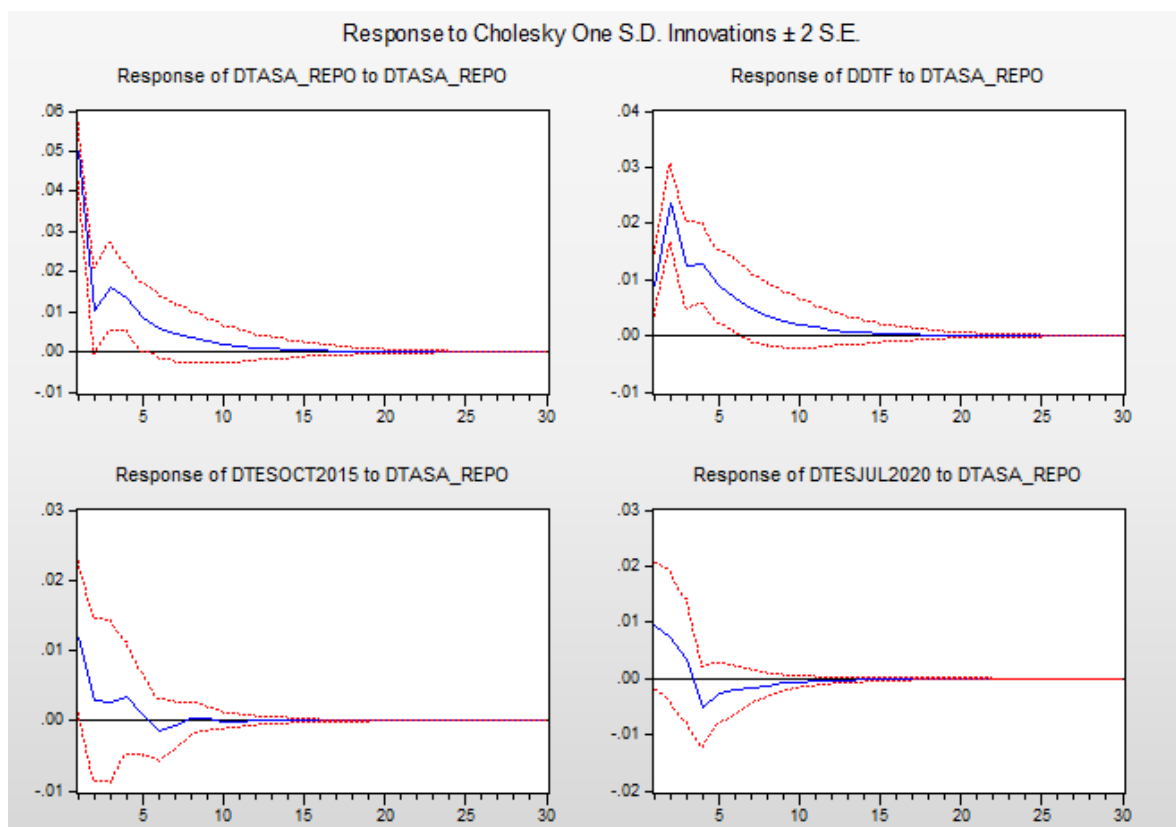 Response to Cholesky One S.D. Innovations ± 2 S.E.
Response of DTASA_REPO to DTASA_REPO
.06
.05
.04
.03
.02
.01
.00
-.01
5 10 15 20 25 30
Response of DDTF to DTASA_REPO
.04
.03
.02
.01
.00
-.01
5 10 15 20 25 30
Response of DTESOCT2015 to DTASA_REPO
.03
.02
.01
.00
-.01
5 10 15 20 25 30
Response of DTESJUL2020 to DTASA_REPO
.03
.02
.01
.00
-.01
-.02
5 10 15 20 25 30